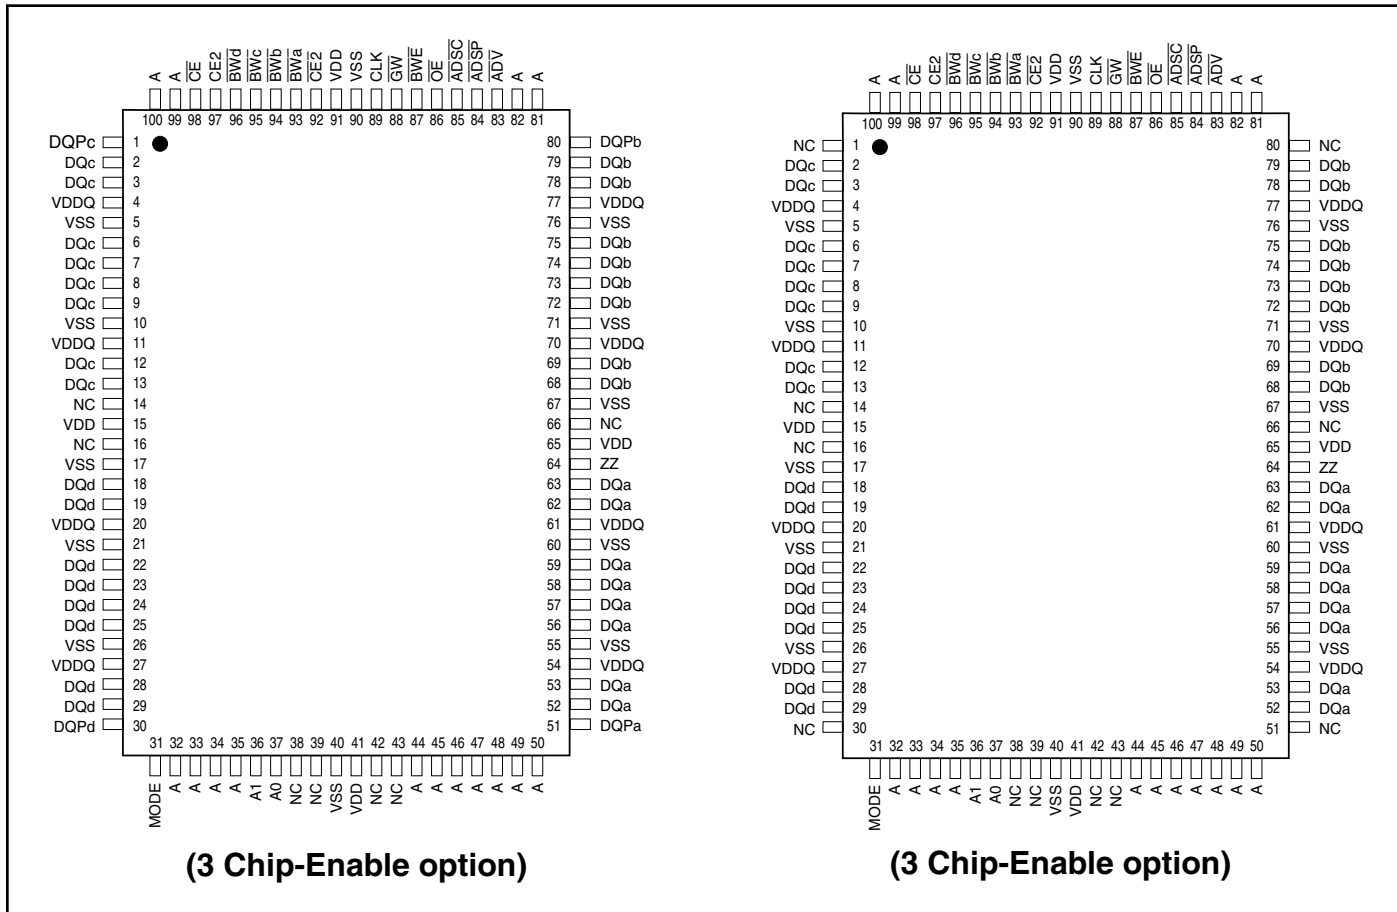 A A CE CE2 BWd BWc BWb BWa CE2 VDD VSS CLK GW BWE OE ADSC ADSP ADV A A
100 99 98 97 96 95 94 93 92 91 90 89 88 87 86 85 84 83 82 81
DQPc 1 80 DQPb
DQc 2 79 DQb
DQc 3 78 DQb
VDDQ 4 77 VDDQ
VSS 5 76 VSS
DQc 6 75 DQb
DQc 7 74 DQb
DQc 8 73 DQb
DQc 9 72 DQb
VSS 10 71 VSS
VDDQ 11 70 VDDQ
DQc 12 69 DQb
DQc 13 68 DQb
NC 14 67 VSS
VDD 15 66 NC
NC 16 65 VDD
VSS 17 64 ZZ
DQd 18 63 DQa
DQd 19 62 DQa
VDDQ 20 61 VDDQ
VSS 21 60 VSS
DQd 22 59 DQa
DQd 23 58 DQa
DQd 24 57 DQa
DQd 25 56 DQa
VSS 26 55 VSS
VDDQ 27 54 VDDQ
DQd 28 53 DQa
DQd 29 52 DQa
DQPd 30 51 DQPa
31 32 33 34 35 36 37 38 39 40 41 42 43 44 45 46 47 48 49 50
MODE A A A A A1 A0 NC NC VSS VDD NC NC A A A A A A A
(3 Chip-Enable option)
A A CE CE2 BWd BWc BWb BWa CE2 VDD VSS CLK GW BWE OE ADSC ADSP ADV A A
100 99 98 97 96 95 94 93 92 91 90 89 88 87 86 85 84 83 82 81
NC 1 80 NC
DQc 2 79 DQb
DQc 3 78 DQb
VDDQ 4 77 VDDQ
VSS 5 76 VSS
DQc 6 75 DQb
DQc 7 74 DQb
DQc 8 73 DQb
DQc 9 72 DQb
VSS 10 71 VSS
VDDQ 11 70 VDDQ
DQc 12 69 DQb
DQc 13 68 DQb
NC 14 67 VSS
VDD 15 66 NC
NC 16 65 VDD
VSS 17 64 ZZ
DQd 18 63 DQa
DQd 19 62 DQa
VDDQ 20 61 VDDQ
VSS 21 60 VSS
DQd 22 59 DQa
DQd 23 58 DQa
DQd 24 57 DQa
DQd 25 56 DQa
VSS 26 55 VSS
VDDQ 27 54 VDDQ
DQd 28 53 DQa
DQd 29 52 DQa
NC 30 51 NC
31 32 33 34 35 36 37 38 39 40 41 42 43 44 45 46 47 48 49 50
MODE A A A A A1 A0 NC NC VSS VDD NC NC A A A A A A A
(3 Chip-Enable option)